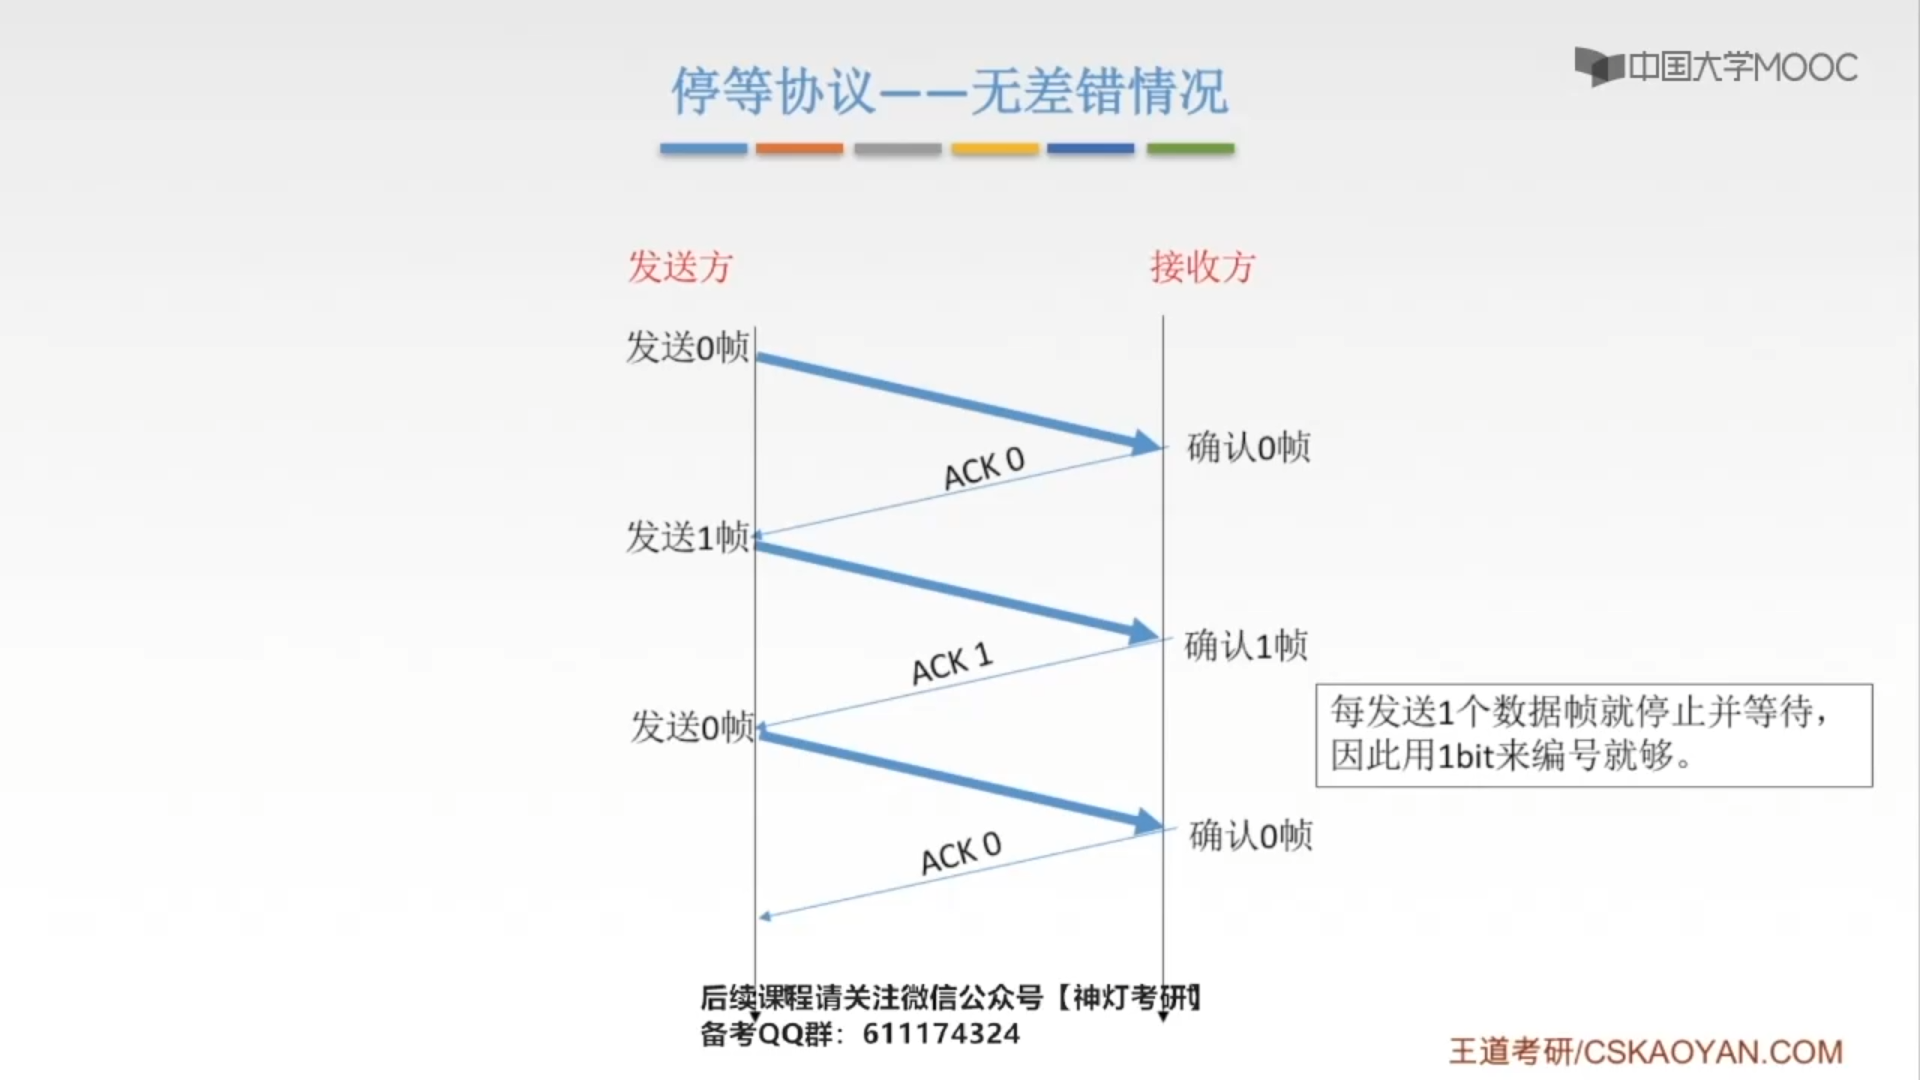 中国大学MOOC
停等协议——无差错情况
发送方
接收方
发送0帧
确认0帧
ACK 0
发送1帧
确认1帧
ACK 1
每发送1个数据帧就停止并等待，
因此用1bit来编号就够。
发送0帧
确认0帧
ACK 0
后续课程请关注微信公众号【神灯考研】
备考QQ群：611174324
王道考研/CSKAOYAN.COM